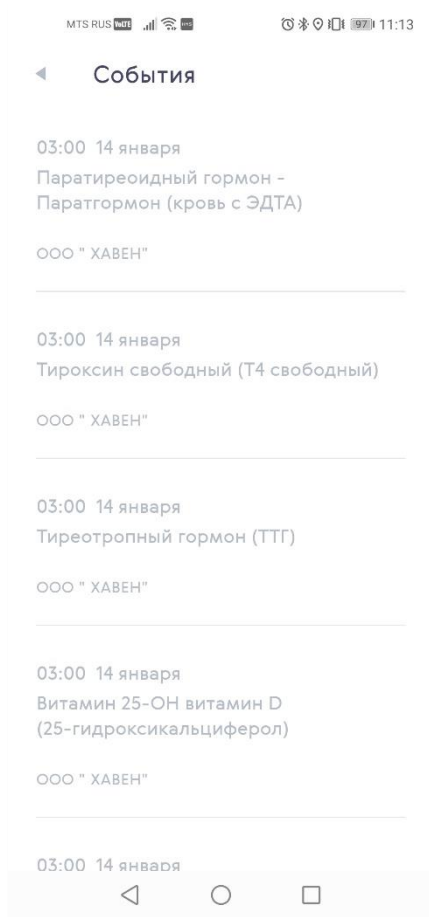 MTS RUS VoLTE 97 11:13
События
03:00 14 января
Паратиреоидный гормон -
Паратгормон (кровь с ЭДТА)
ООО " ХАВЕН"
03:00 14 января
Тироксин свободный (Т4 свободный)
ООО " ХАВЕН"
03:00 14 января
Тиреотропный гормон (ТТГ)
ООО " ХАВЕН"
03:00 14 января
Витамин 25-ОН витамин D
(25-гидроксикальциферол)
ООО " ХАВЕН"
03:00 14 января